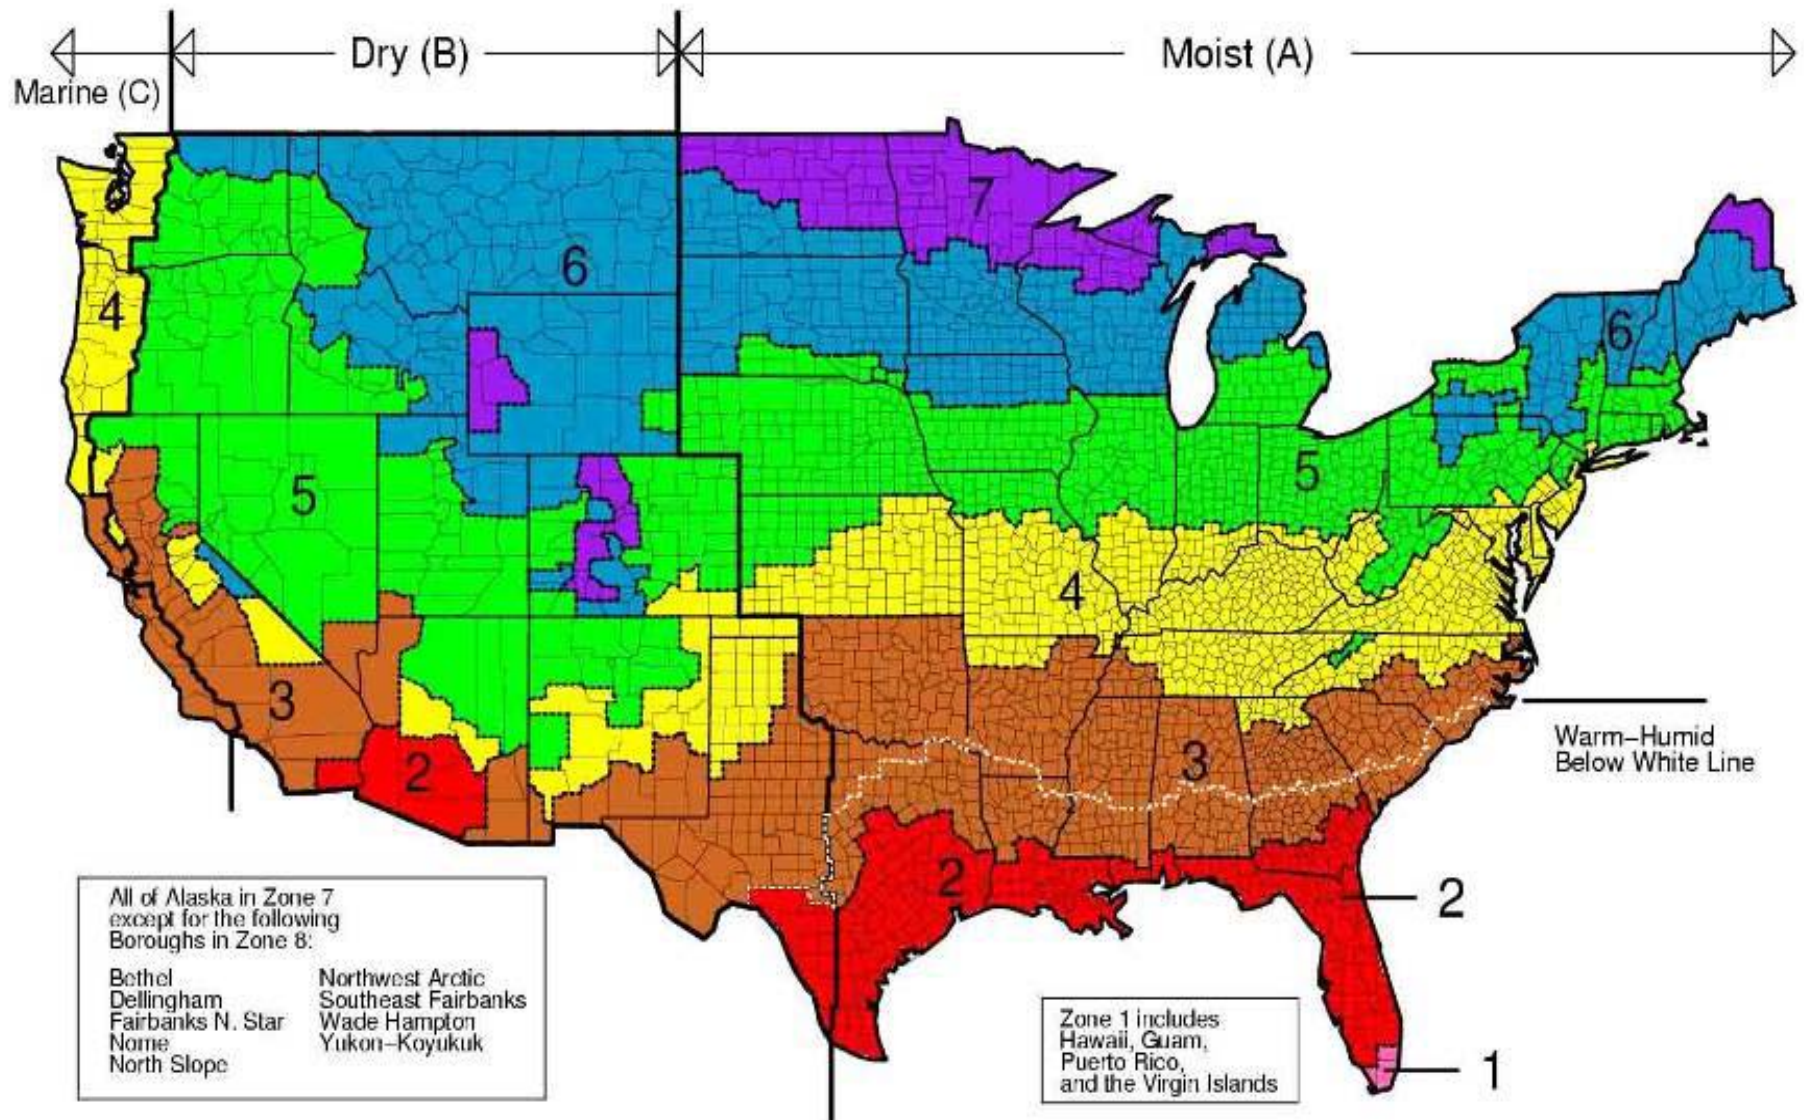 Marine (C)
Dry (B)
Moist (A)
7
6
4
6
5
5
4
3
3
2
2
2
1
Warm-Humid
Below White Line
All of Alaska in Zone 7
except for the following
Boroughs in Zone 8:
Bethel
Dellingham
Fairbanks N. Star
Nome
North Slope
Northwest Arctic
Southeast Fairbanks
Wade Hampton
Yukon-Koyukuk
Zone 1 includes
Hawaii, Guam,
Puerto Rico,
and the Virgin Islands